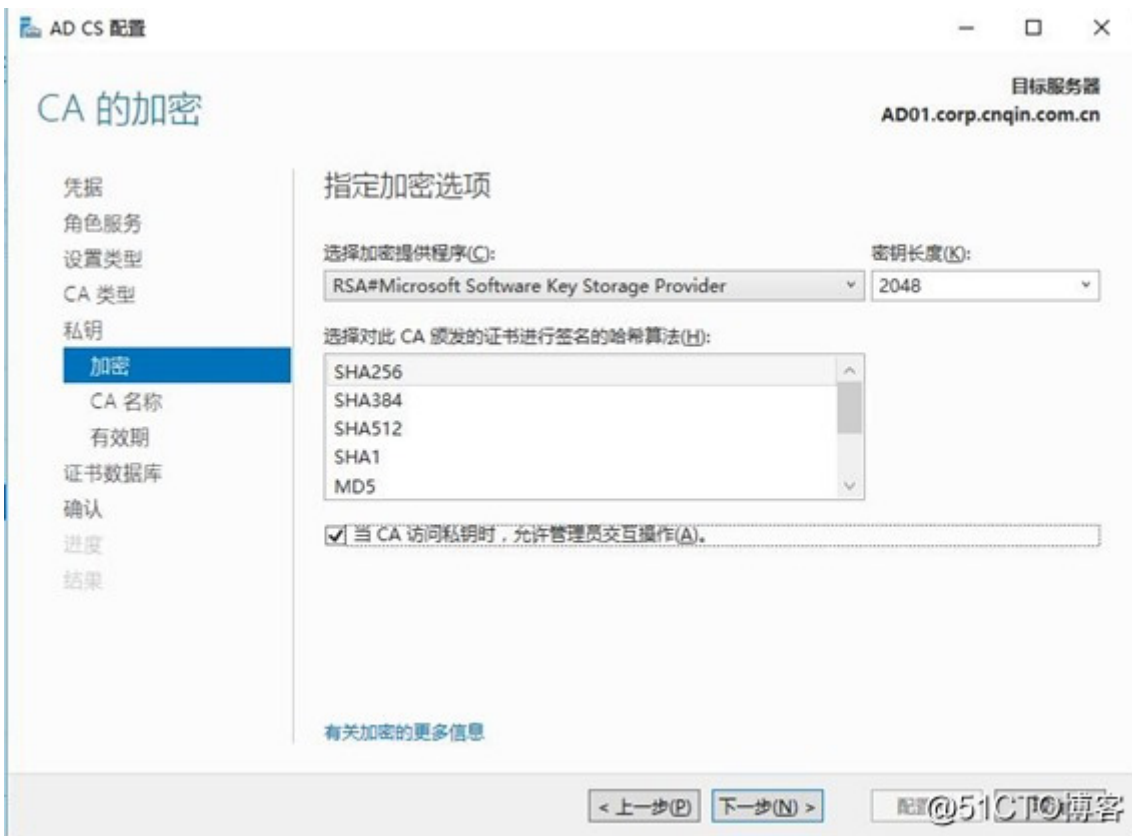 AD CS 配置
CA 的加密
目标服务器
AD01.corp.cnqin.com.cn
凭据
角色服务
设置类型
CA 类型
私钥
加密
CA 名称
有效期
证书数据库
确认
进度
结果
指定加密选项
选择加密提供程序(C):
密钥长度(K):
RSA#Microsoft Software Key Storage Provider
2048
选择对此 CA 颁发的证书进行签名的哈希算法(H):
SHA256
SHA384
SHA512
SHA1
MD5
当 CA 访问私钥时，允许管理员交互操作(A)。
有关加密的更多信息
< 上一步(P)
下一步(N) >
配置
@51CTO博客